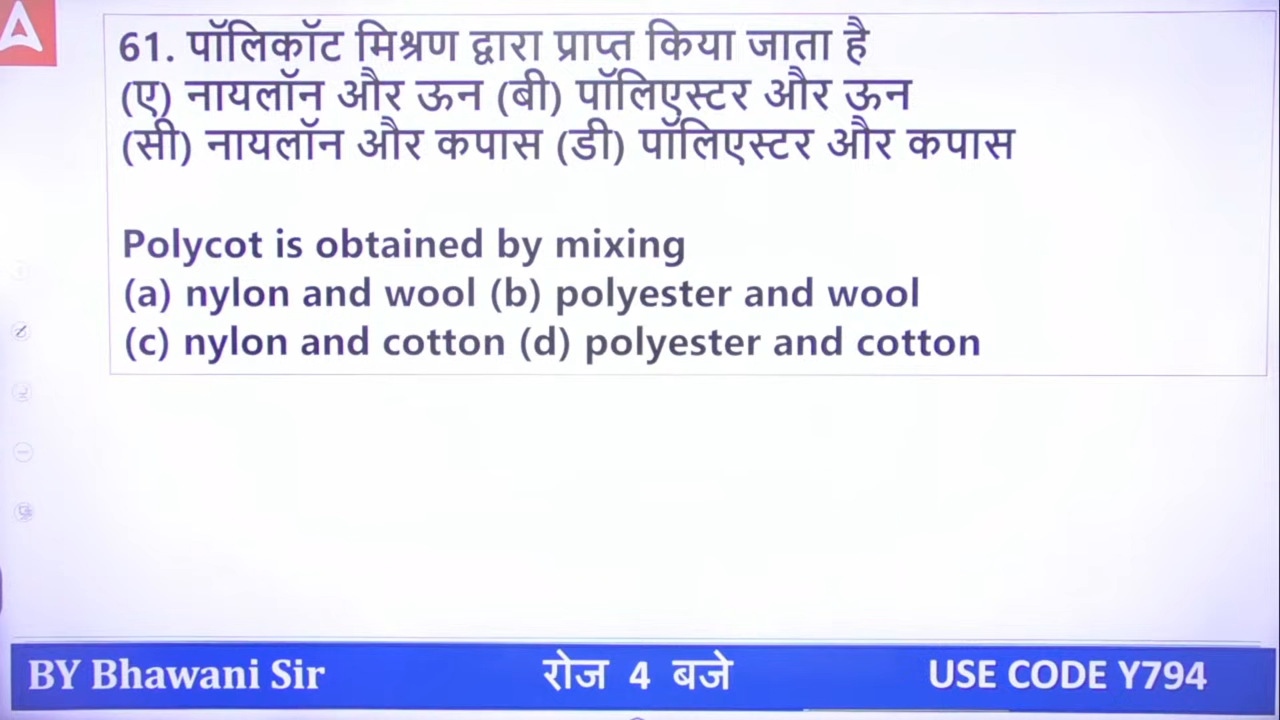 61. पॉलिकॉट मिश्रण द्वारा प्राप्त किया जाता है
(ए) नायलॉन और ऊन (बी) पॉलिएस्टर और ऊन
(सी) नायलॉन और कपास (डी) पॉलिएस्टर और कपास
Polycot is obtained by mixing
(a) nylon and wool (b) polyester and wool
(c) nylon and cotton (d) polyester and cotton
BY Bhawani Sir रोज 4 बजे USE CODE Y794